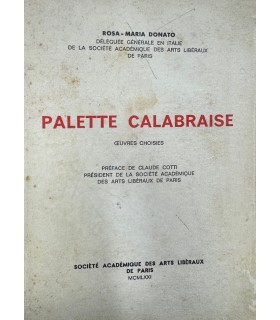 ROSA-MARIA DONATO
DÉLÉGUÉE GÉNÉRALE EN ITALIE
DE LA SOCIÉTÉ ACADÉMIQUE DES ARTS LIBÉRAUX
DE PARIS
PALETTE CALABRAISE
ŒUVRES CHOISIES
PRÉFACE DE CLAUDE COTTI
PRÉSIDENT DE LA SOCIÉTÉ ACADÉMIQUE
DES ARTS LIBÉRAUX DE PARIS
SOCIÉTÉ ACADÉMIQUE DES ARTS LIBÉRAUX
DE PARIS
MCMLXXI